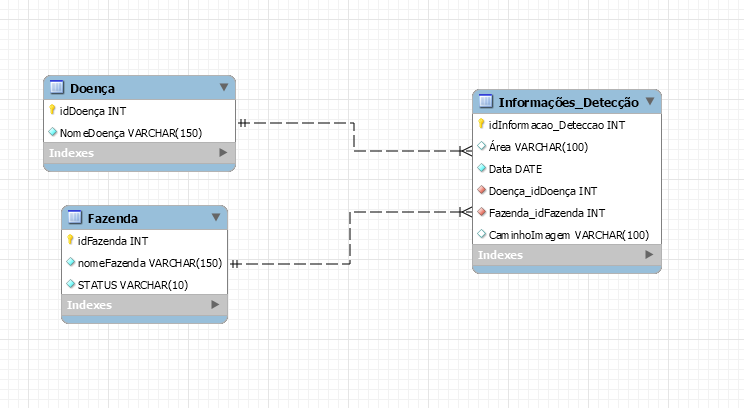 Doença
idDoença INT
NomeDoença VARCHAR(150)
Indexes
Fazenda
idFazenda INT
nomeFazenda VARCHAR(150)
STATUS VARCHAR(10)
Indexes
Informações_Detecção
idInformacao_Deteccao INT
Área VARCHAR(100)
Data DATE
Doença_idDoença INT
Fazenda_idFazenda INT
CaminhoImagem VARCHAR(100)
Indexes